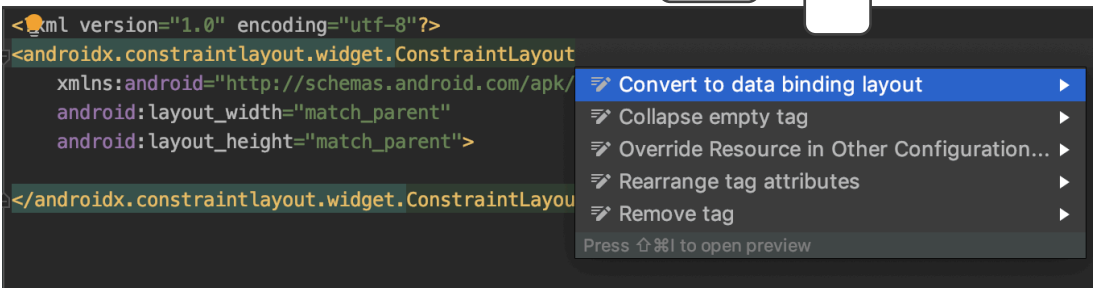 <?xml version="1.0" encoding="utf-8"?>
<androidx.constraintlayout.widget.ConstraintLayout
xmlns:android="http://schemas.android.com/apk/
android:layout_width="match_parent"
android:layout_height="match_parent">
</androidx.constraintlayout.widget.ConstraintLayou
Convert to data binding layout
Collapse empty tag
Override Resource in Other Configuration...
Rearrange tag attributes
Remove tag
Press ⇧⌘I to open preview